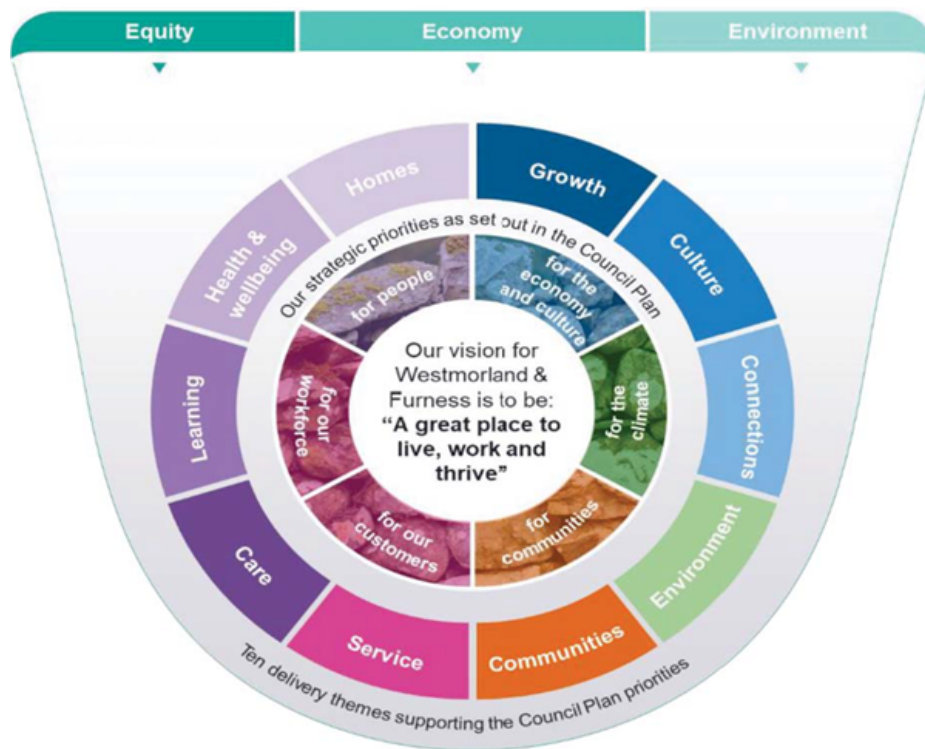 Equity
Economy
Environment
Homes
Growth
Culture
Connections
Environment
Communities
Service
Care
Learning
Health &
wellbeing
Our strategic priorities as set out in the Council Plan
for people
for the
economy
and culture
for the
climate
for
communities
for our
customers
for our
workforce
Our vision for
Westmorland &
Furness is to be:
“A great place to
live, work and
thrive”
Ten delivery themes supporting the Council Plan priorities